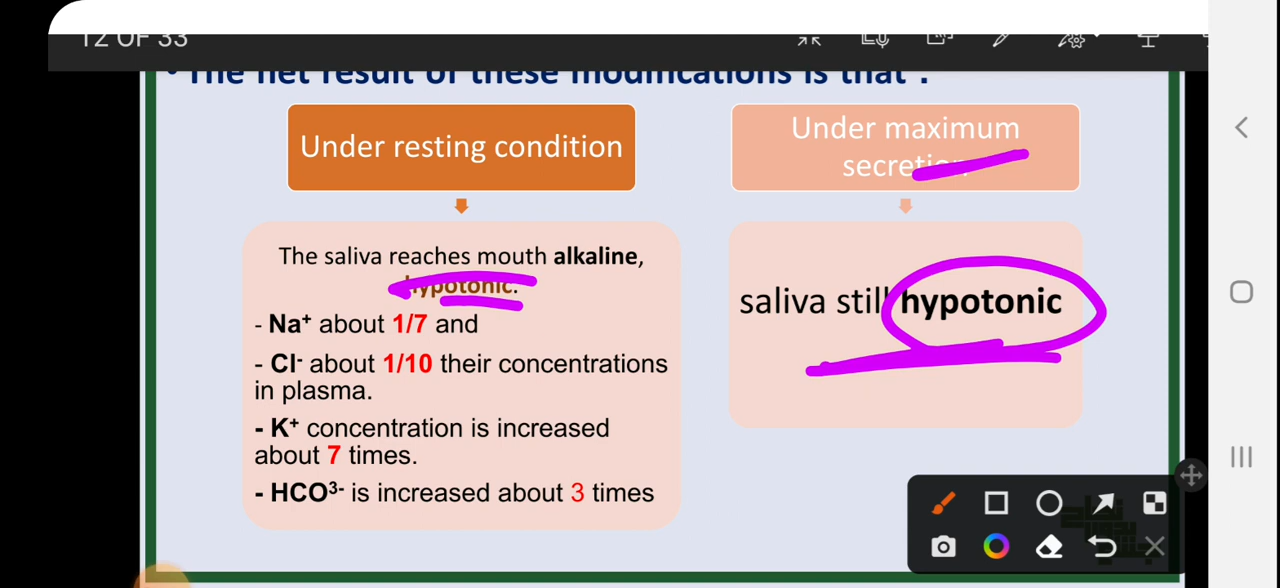 12 OF 33
• The net result of these modifications is that :
Under resting condition
The saliva reaches mouth alkaline,
hypotonic.
- Na⁺ about 1/7 and
- Cl⁻ about 1/10 their concentrations
in plasma.
- K⁺ concentration is increased
about 7 times.
- HCO³⁻ is increased about 3 times
Under maximum
secretion
saliva still hypotonic